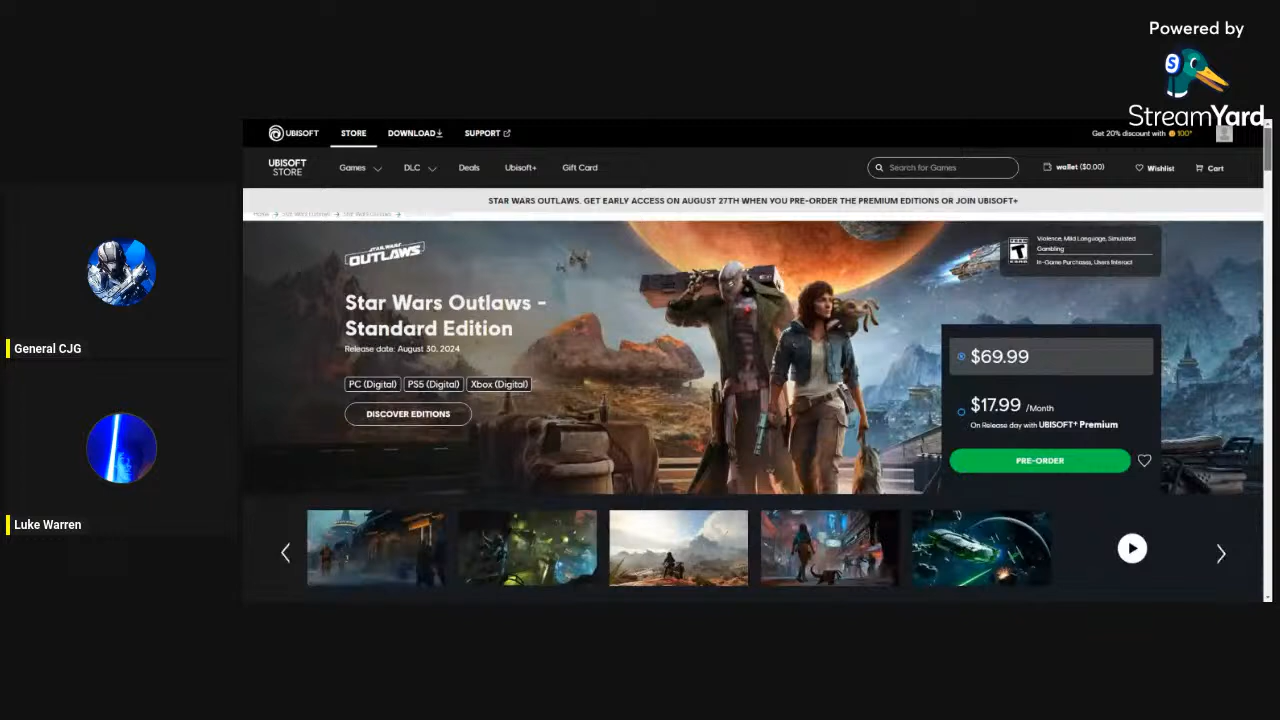 Powered by
StreamYard
UBISOFT STORE DOWNLOAD SUPPORT
Get 20% discount with 100*
UBISOFT
STORE
Games DLC Deals Ubisoft+ Gift Card
Search for Games
wallet ($0.00) Wishlist Cart
STAR WARS OUTLAWS. GET EARLY ACCESS ON AUGUST 27TH WHEN YOU PRE-ORDER THE PREMIUM EDITIONS OR JOIN UBISOFT+
STAR WARS
OUTLAWS
TEEN
T
ESRB
Violence, Mild Language, Simulated
Gambling
In-Game Purchases, Users Interact
Star Wars Outlaws -
Standard Edition
Release date: August 30, 2024
PC (Digital) PS5 (Digital) Xbox (Digital)
DISCOVER EDITIONS
$69.99
$17.99 /Month
On Release day with UBISOFT+ Premium
PRE-ORDER
General CJG
Luke Warren